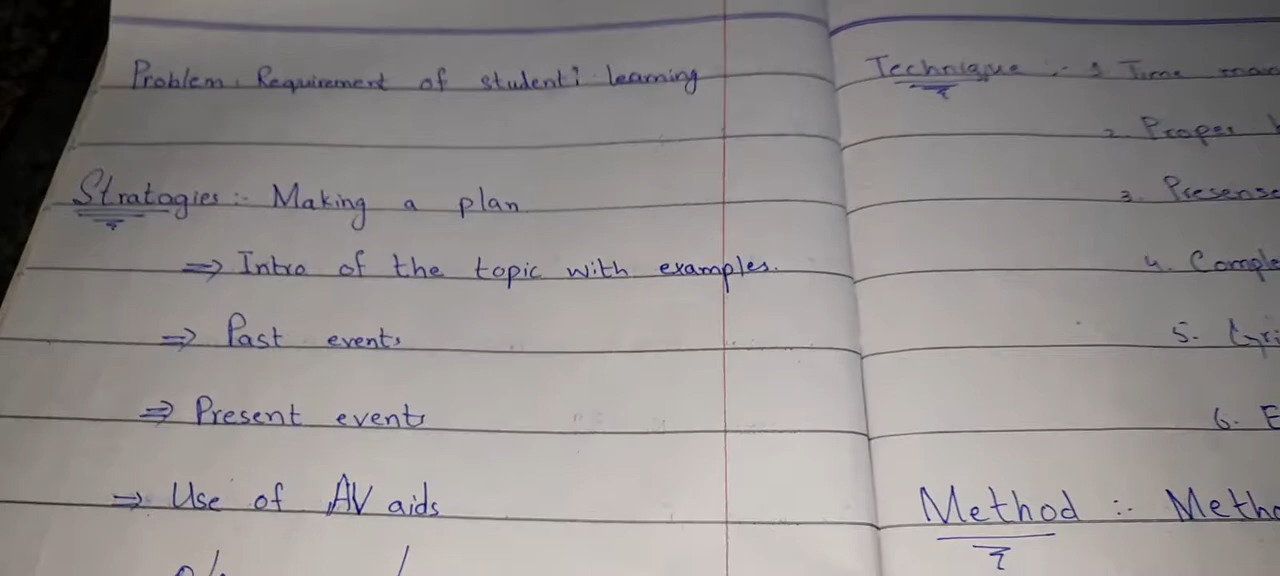 Problem. Requirement of student? learning
Stratagies :- Making a plan
⇒ Intro of the topic with examples.
⇒ Past events
⇒ Present events
⇒ Use of AV aids
Technique :- 1 Time
2. Proper
3. Presense
4.
5.
6.
Method :-